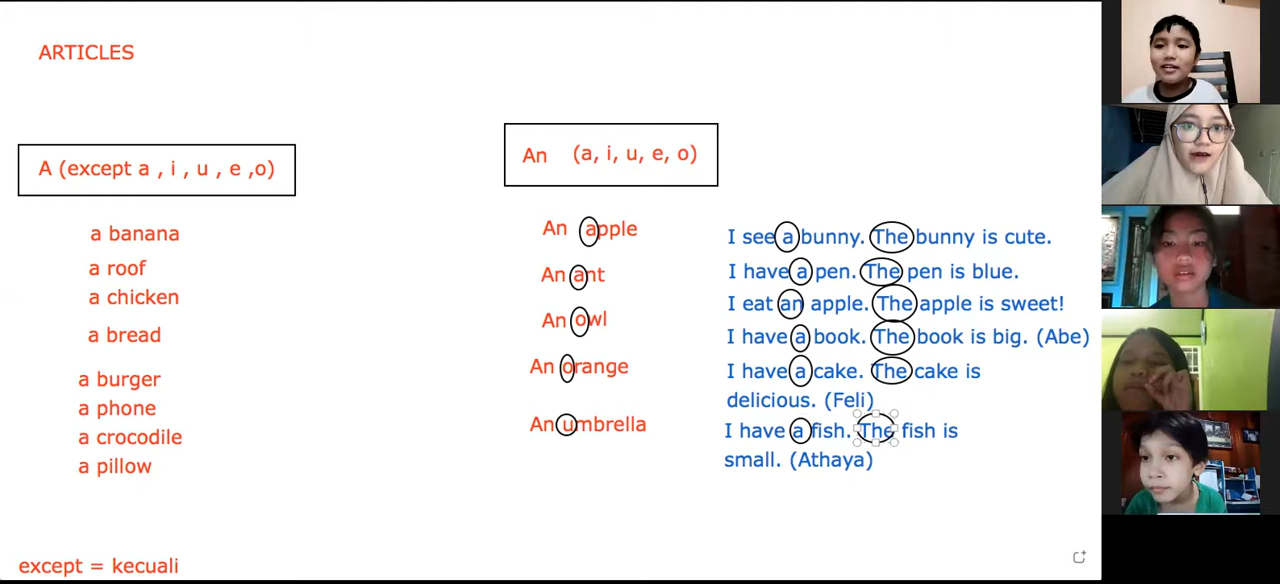 ARTICLES
A (except a , i , u , e ,o)
a banana
a roof
a chicken
a bread
a burger
a phone
a crocodile
a pillow
except = kecuali
An (a, i, u, e, o)
An apple
An ant
An owl
An orange
An umbrella
I see a bunny. The bunny is cute.
I have a pen. The pen is blue.
I eat an apple. The apple is sweet!
I have a book. The book is big. (Abe)
I have a cake. The cake is
delicious. (Feli)
I have a fish. The fish is
small. (Athaya)